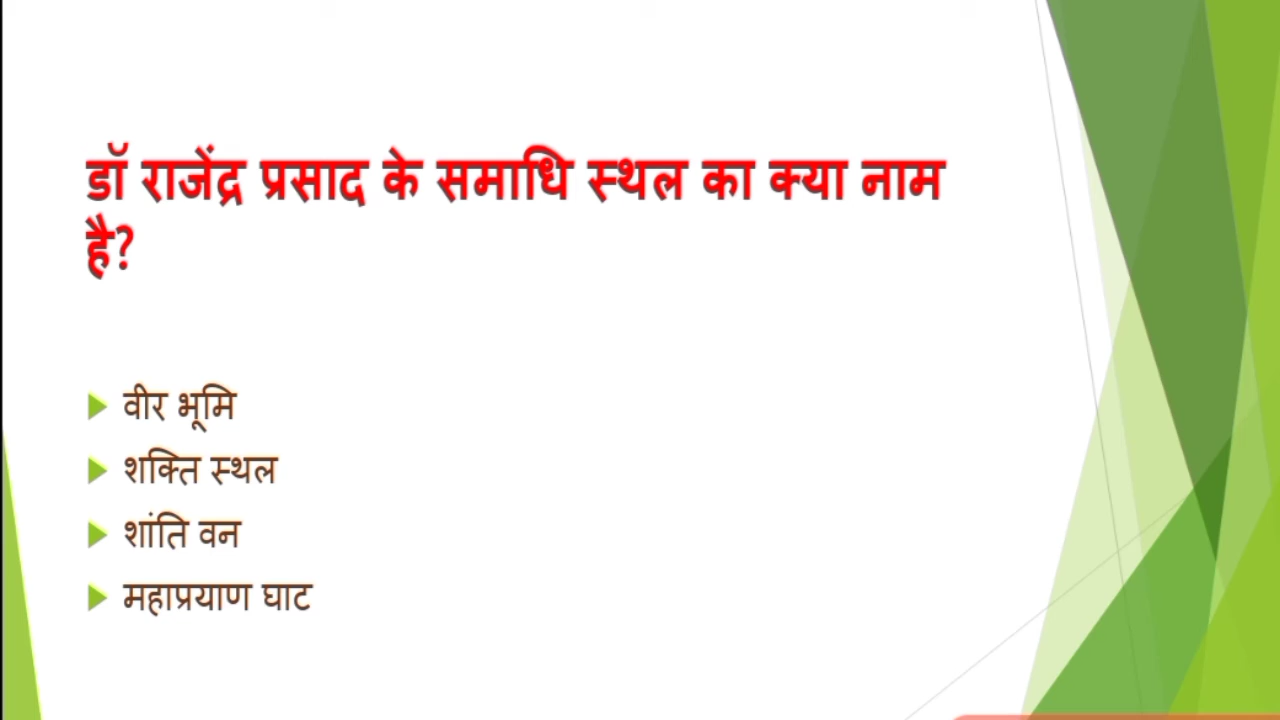 डॉ राजेंद्र प्रसाद के समाधि स्थल का क्या नाम
है?
वीर भूमि
शक्ति स्थल
शांति वन
महाप्रयाण घाट